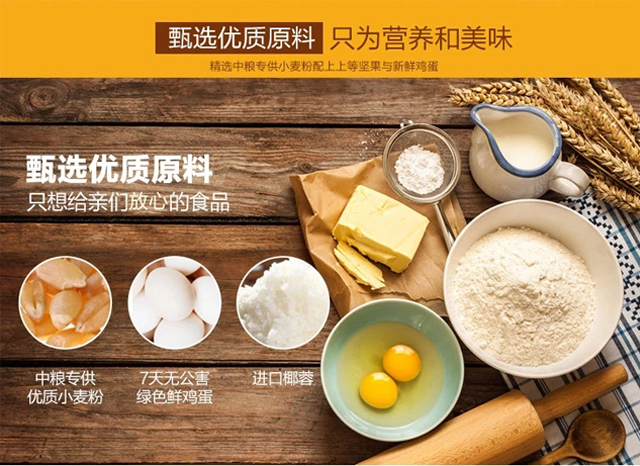 甄选优质原料 只为营养和美味
精选中粮专供小麦粉配上上等坚果与新鲜鸡蛋
甄选优质原料
只想给亲们放心的食品
中粮专供
优质小麦粉
7天无公害
绿色鲜鸡蛋
进口椰蓉